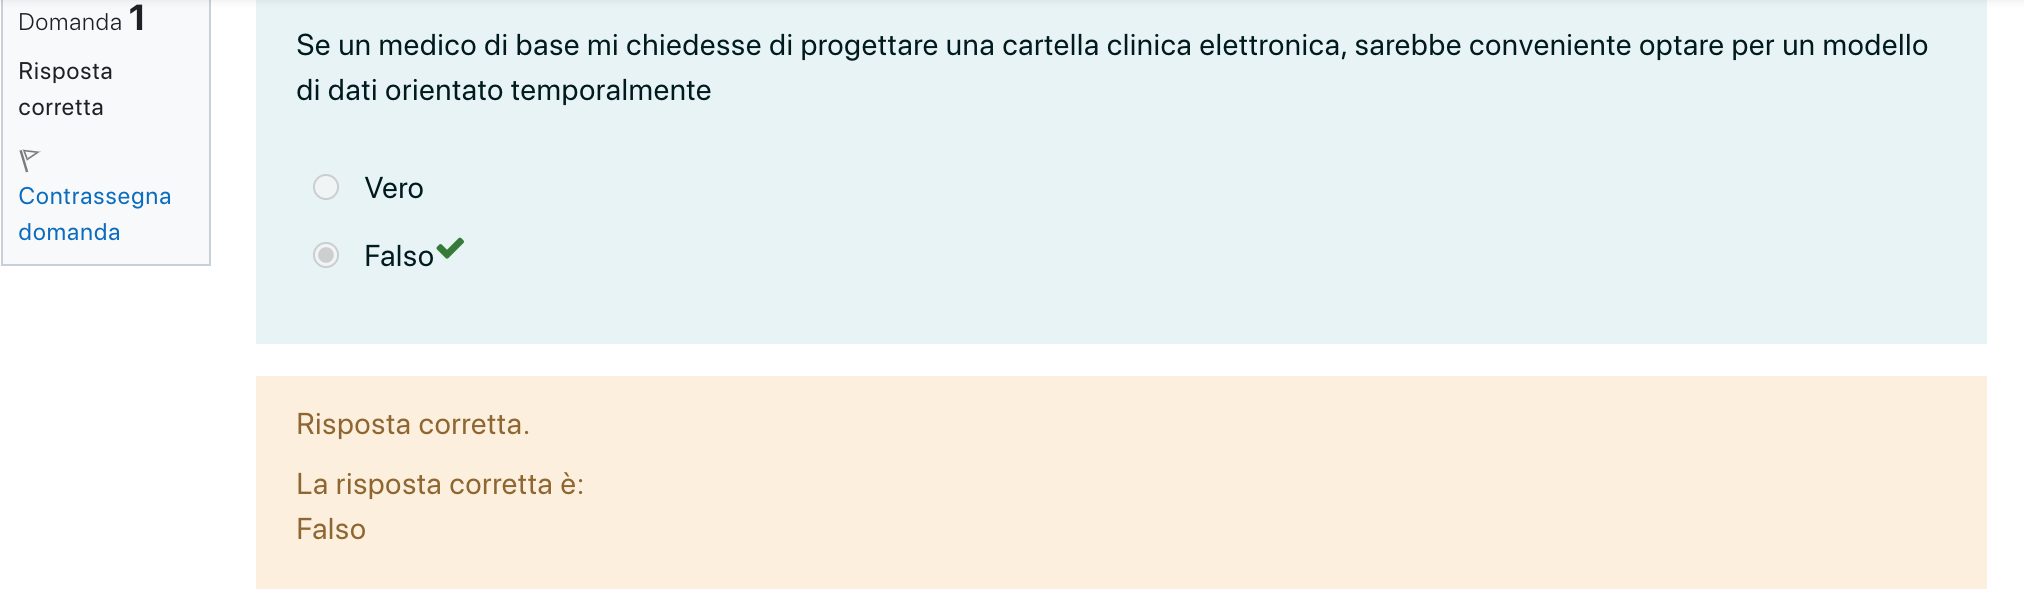 Domanda 1
Risposta
corretta
Contrassegna
domanda
Se un medico di base mi chiedesse di progettare una cartella clinica elettronica, sarebbe conveniente optare per un modello
di dati orientato temporalmente
Vero
Falso
Risposta corretta.
La risposta corretta è:
Falso